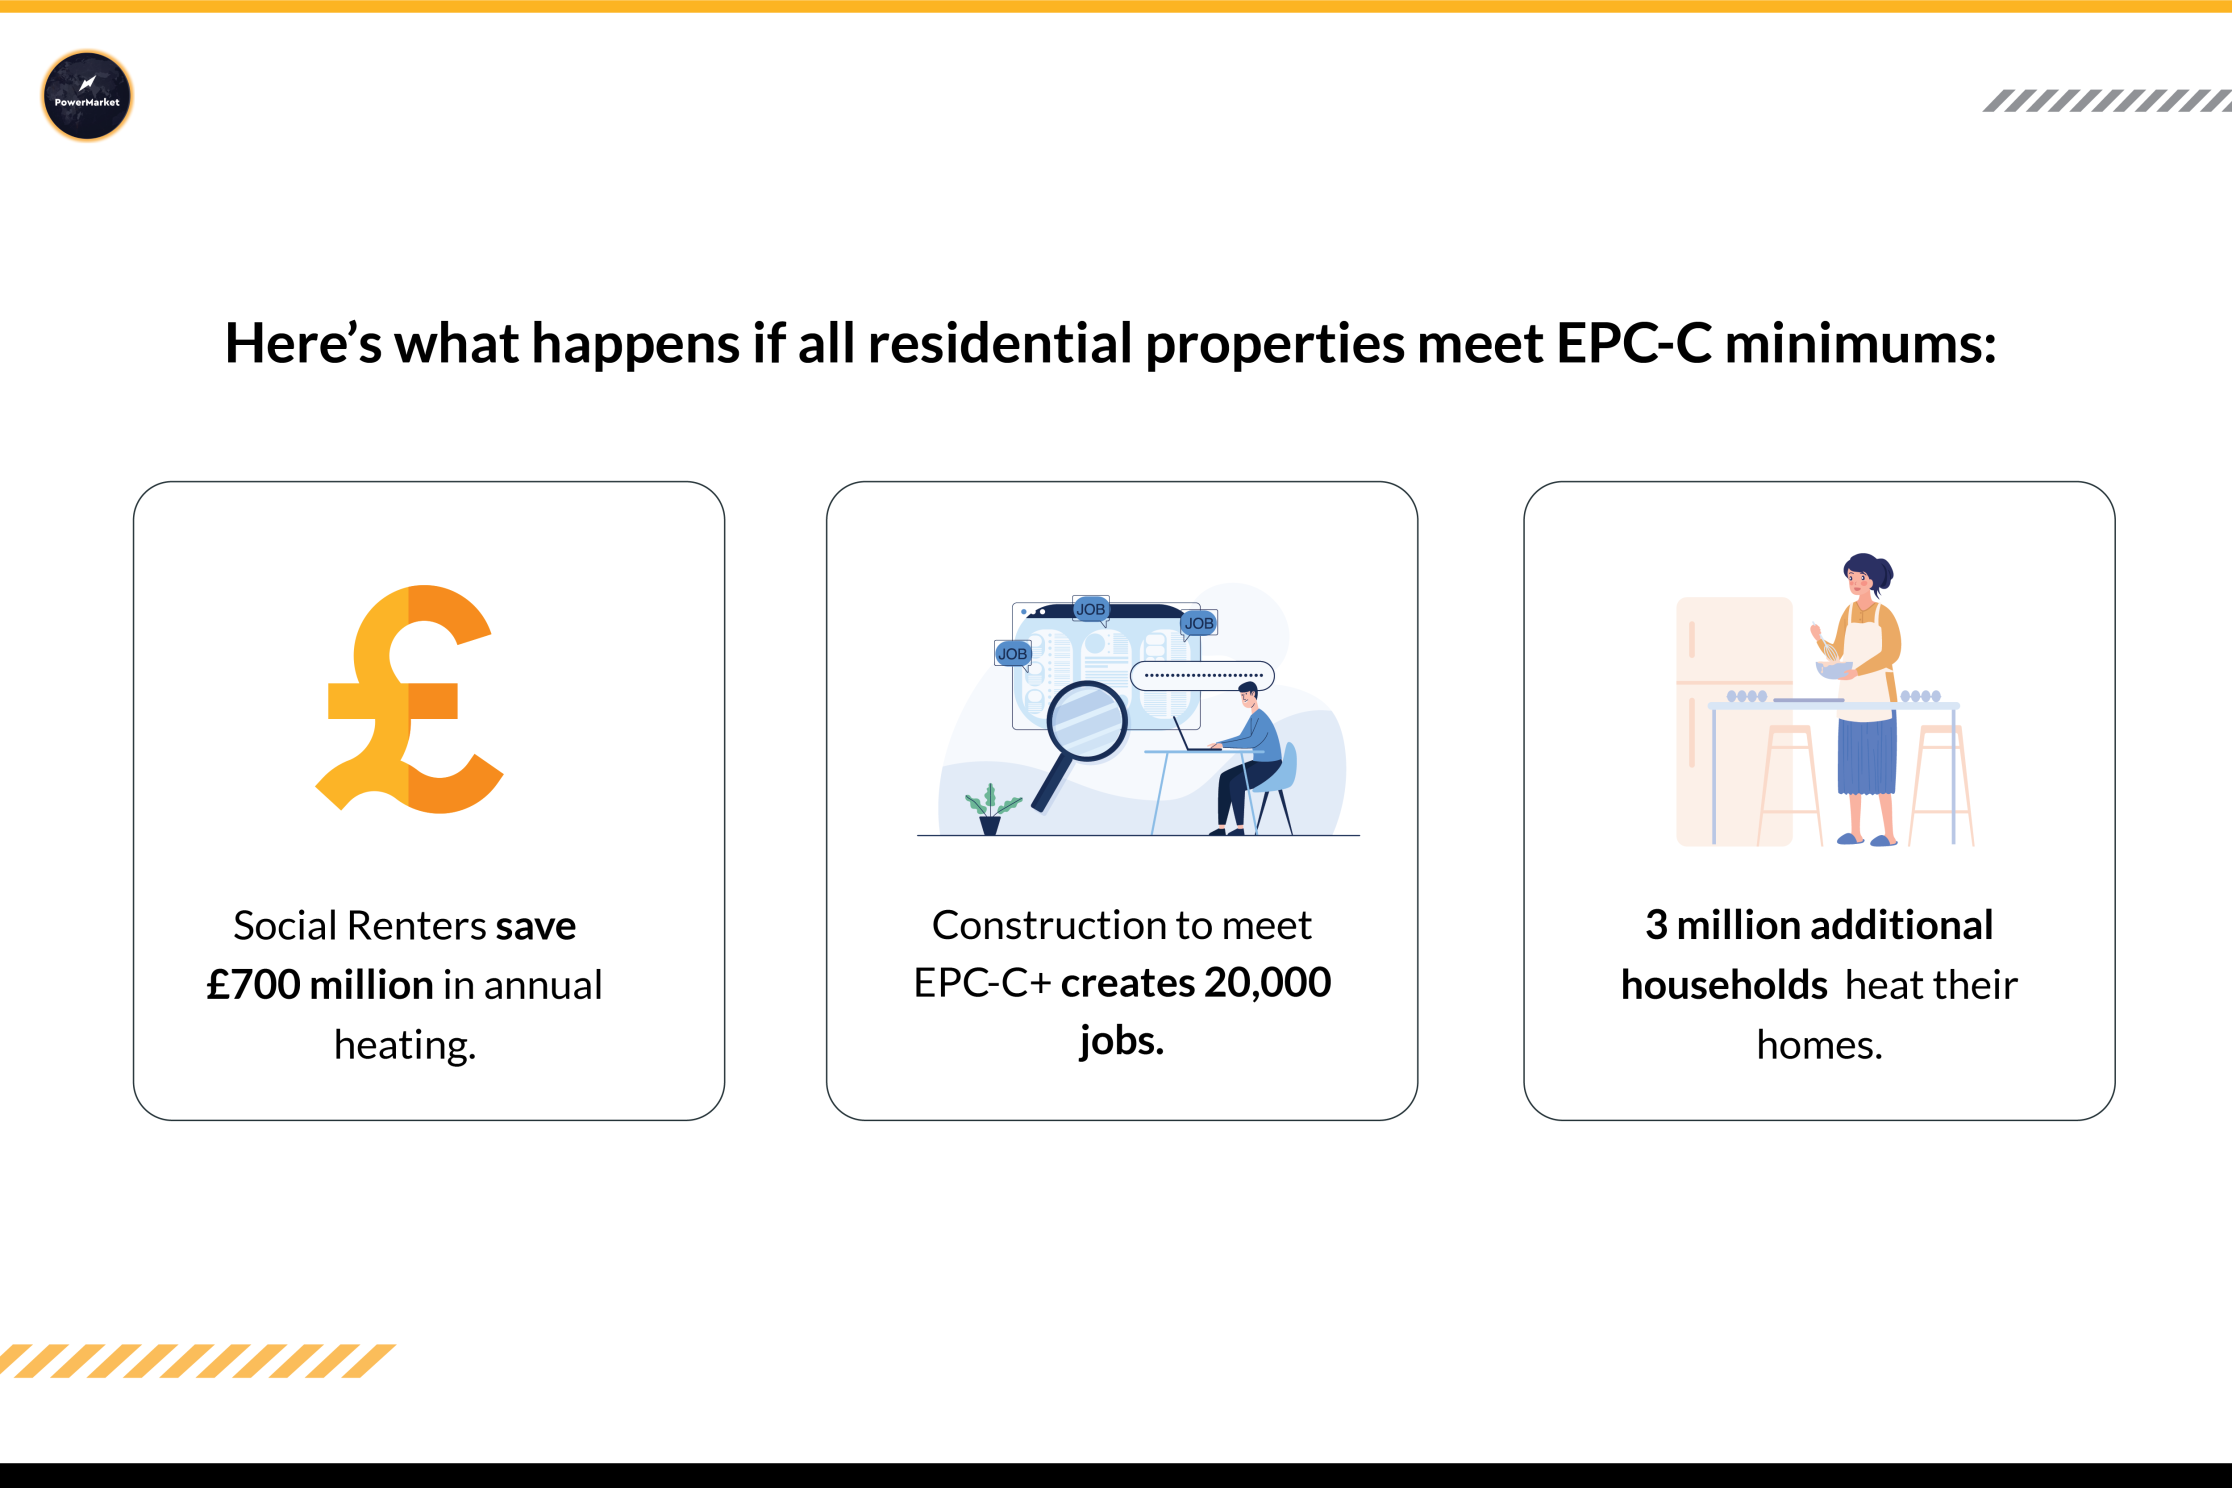 PowerMarket
Here’s what happens if all residential properties meet EPC-C minimums:
JOB
JOB
JOB
Social Renters save
£700 million in annual
heating.
Construction to meet
EPC-C+ creates 20,000
jobs.
3 million additional
households heat their
homes.